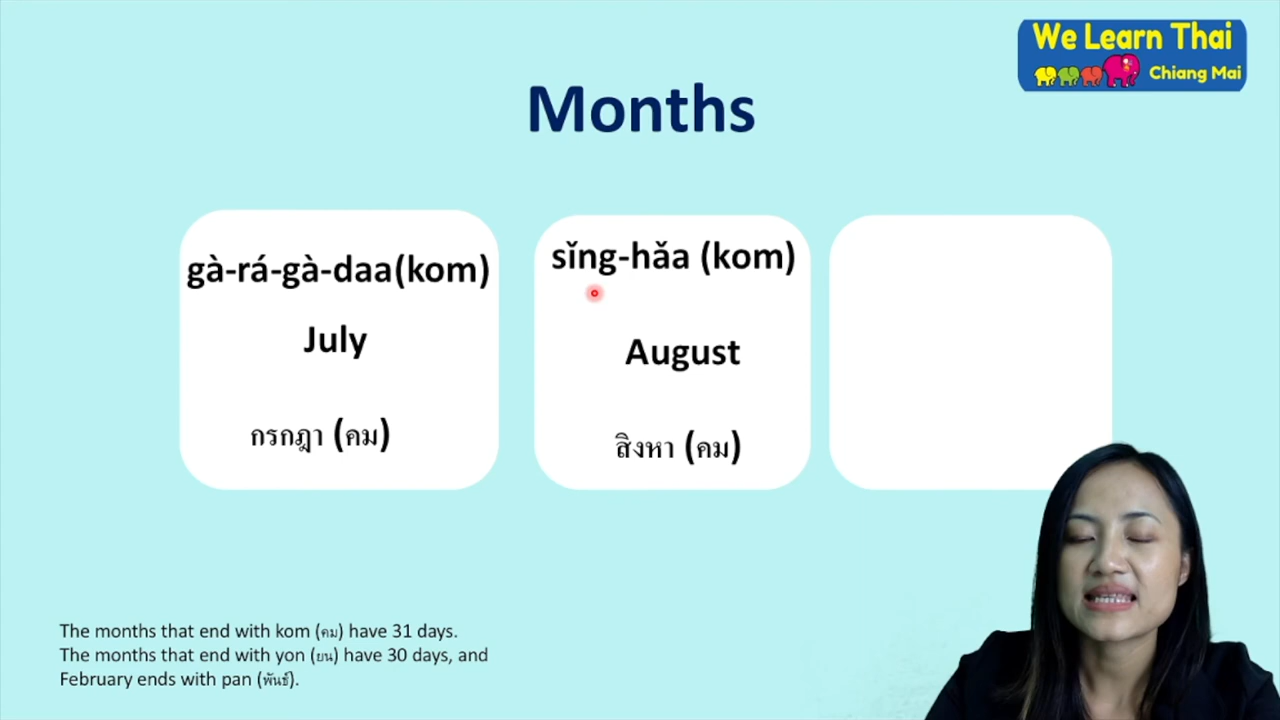 We Learn Thai
Chiang Mai
Months
gà-rá-gà-daa(kom)
July
กรกฎา (คม)
sǐng-hǎa (kom)
August
สิงหา (คม)
The months that end with kom (คม) have 31 days.
The months that end with yon (ยน) have 30 days, and
February ends with pan (พันธ์).